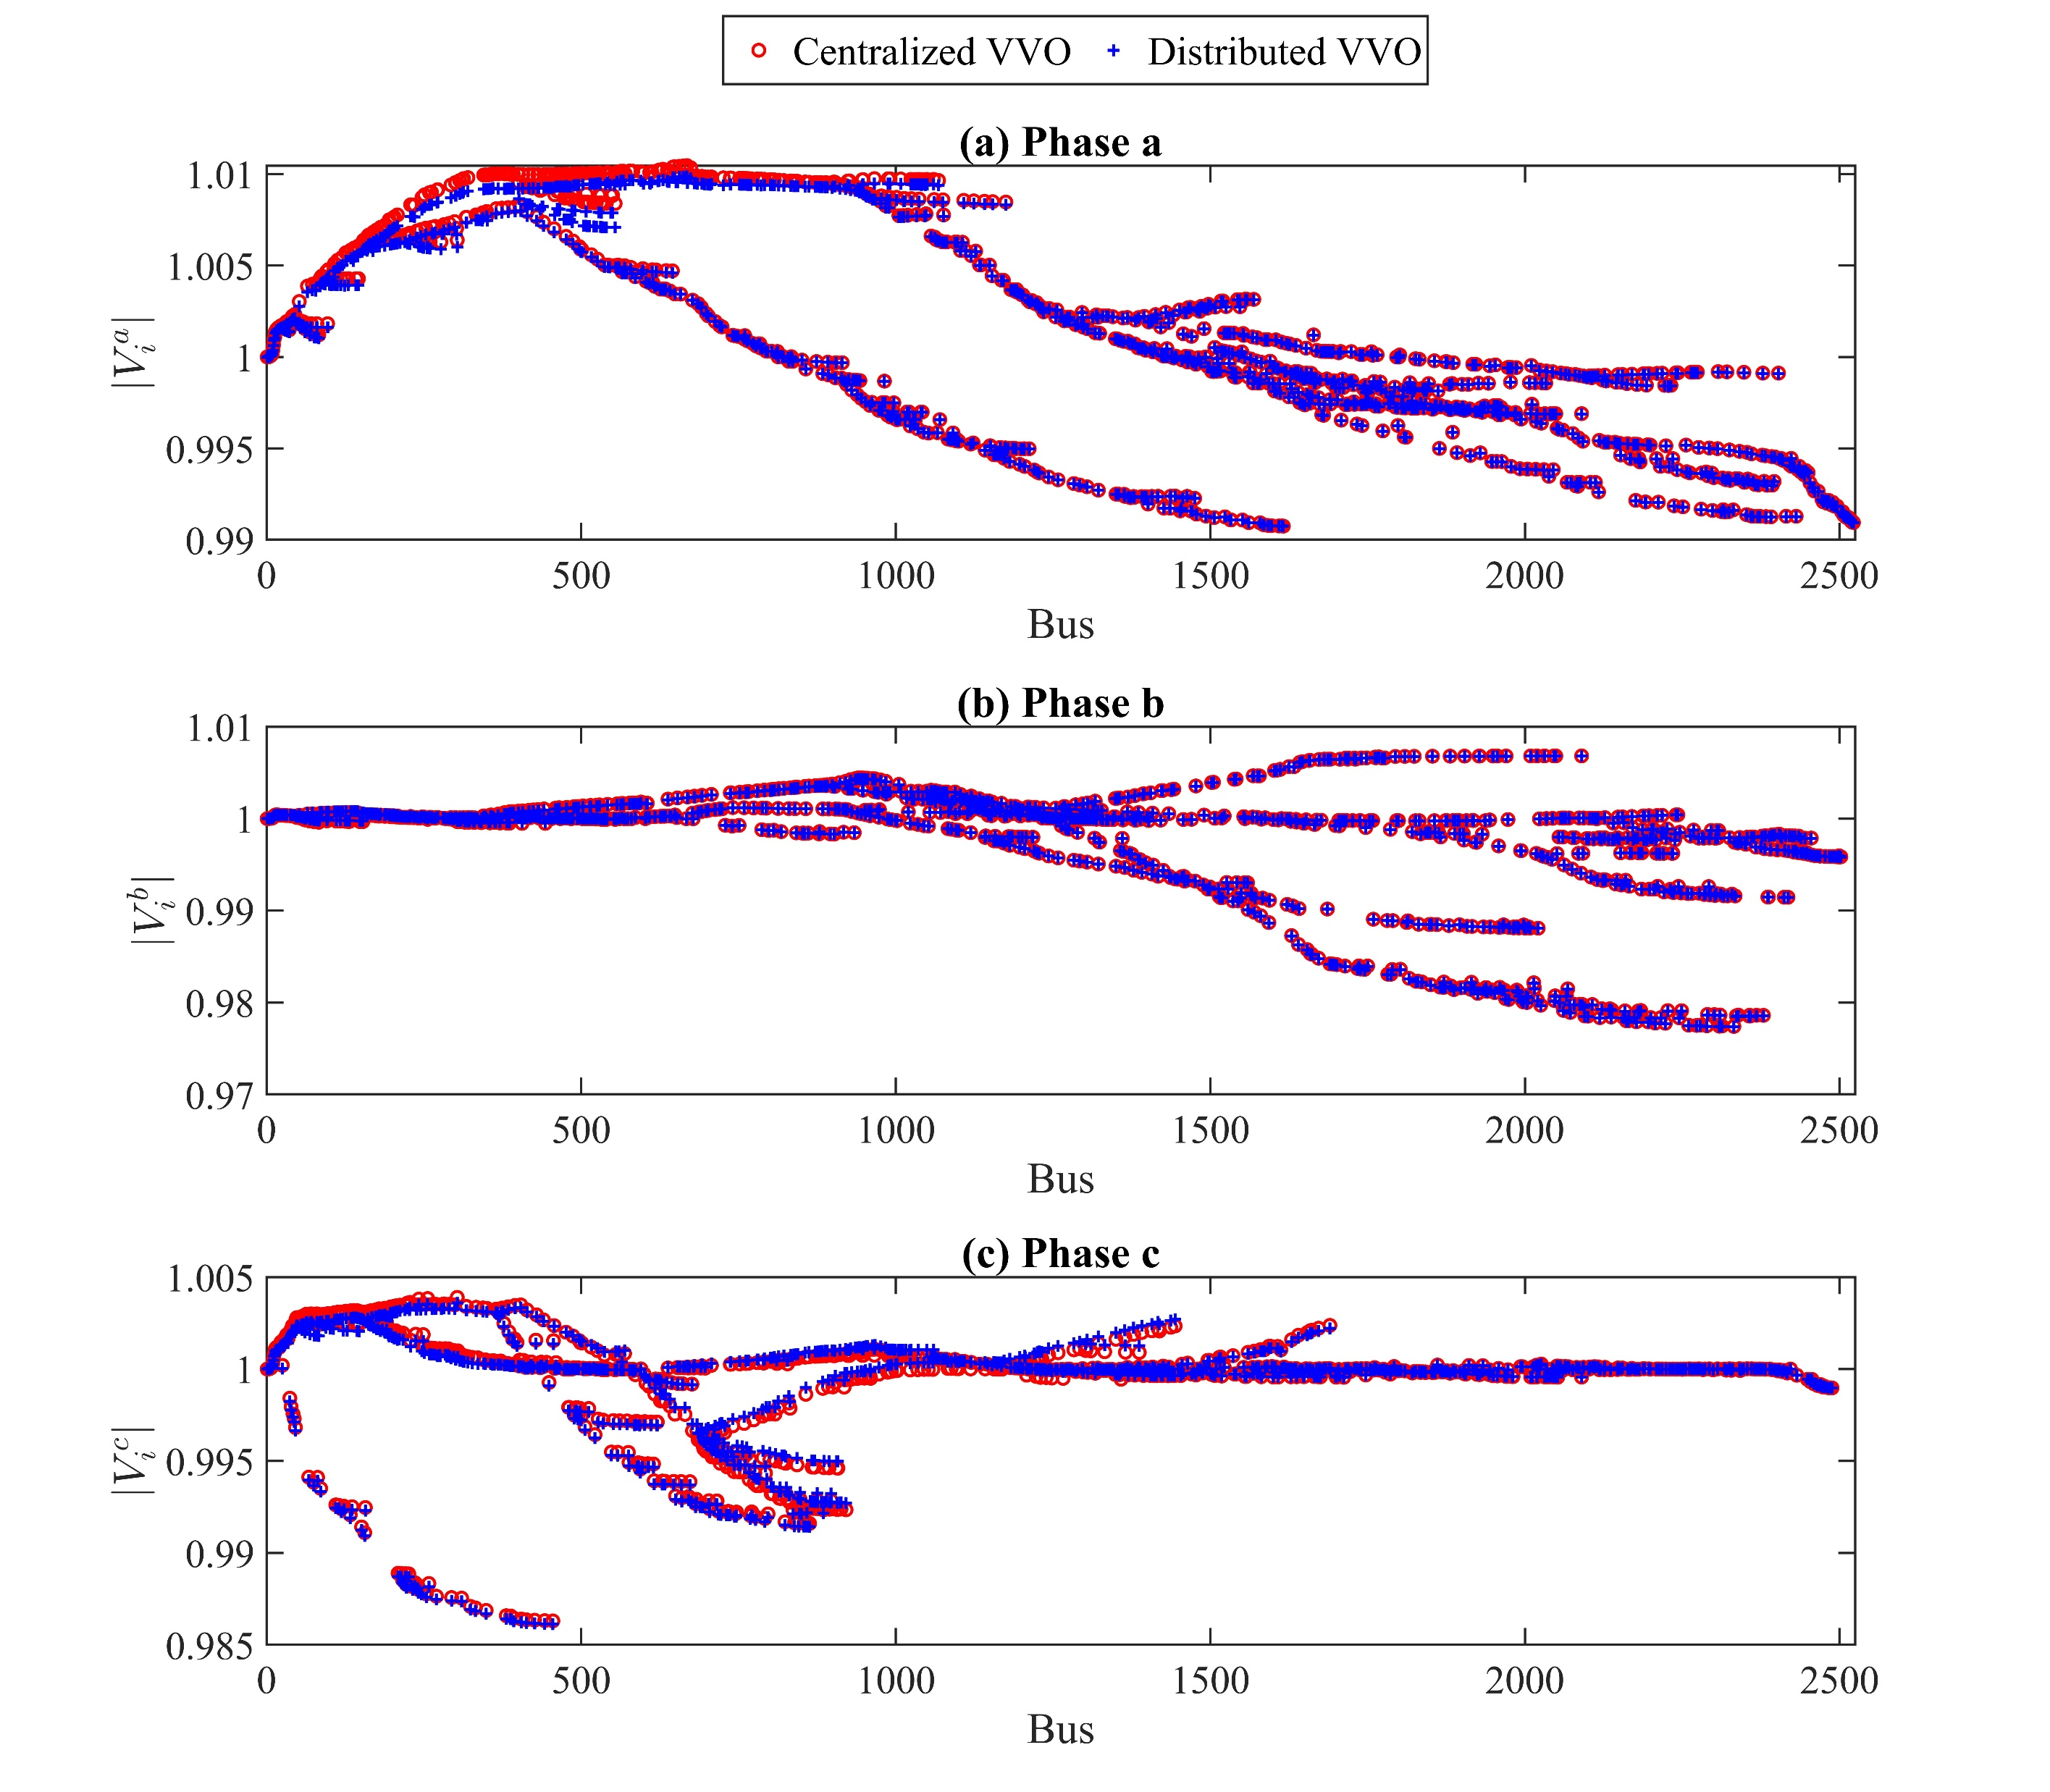 Centralized VVO Distributed VVO
(a) Phase a
1.01
1.005
1
0.995
0.99
|V_i^a|
0 500 1000 1500 2000 2500
Bus
(b) Phase b
1.01
1
0.99
0.98
0.97
|V_i^b|
0 500 1000 1500 2000 2500
Bus
(c) Phase c
1.005
1
0.995
0.99
0.985
|V_i^c|
0 500 1000 1500 2000 2500
Bus